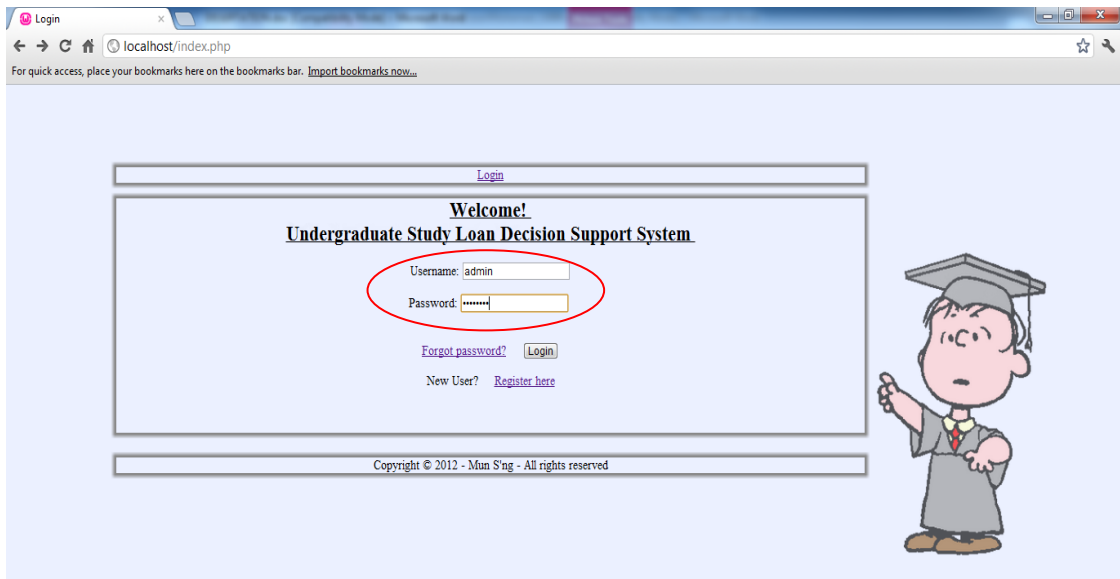 Login
localhost/index.php
For quick access, place your bookmarks here on the bookmarks bar. Import bookmarks now...
Login
Welcome!
Undergraduate Study Loan Decision Support System
Username: admin
Password: ••••••••
Forgot password? Login
New User? Register here
Copyright © 2012 - Mun S'ng - All rights reserved